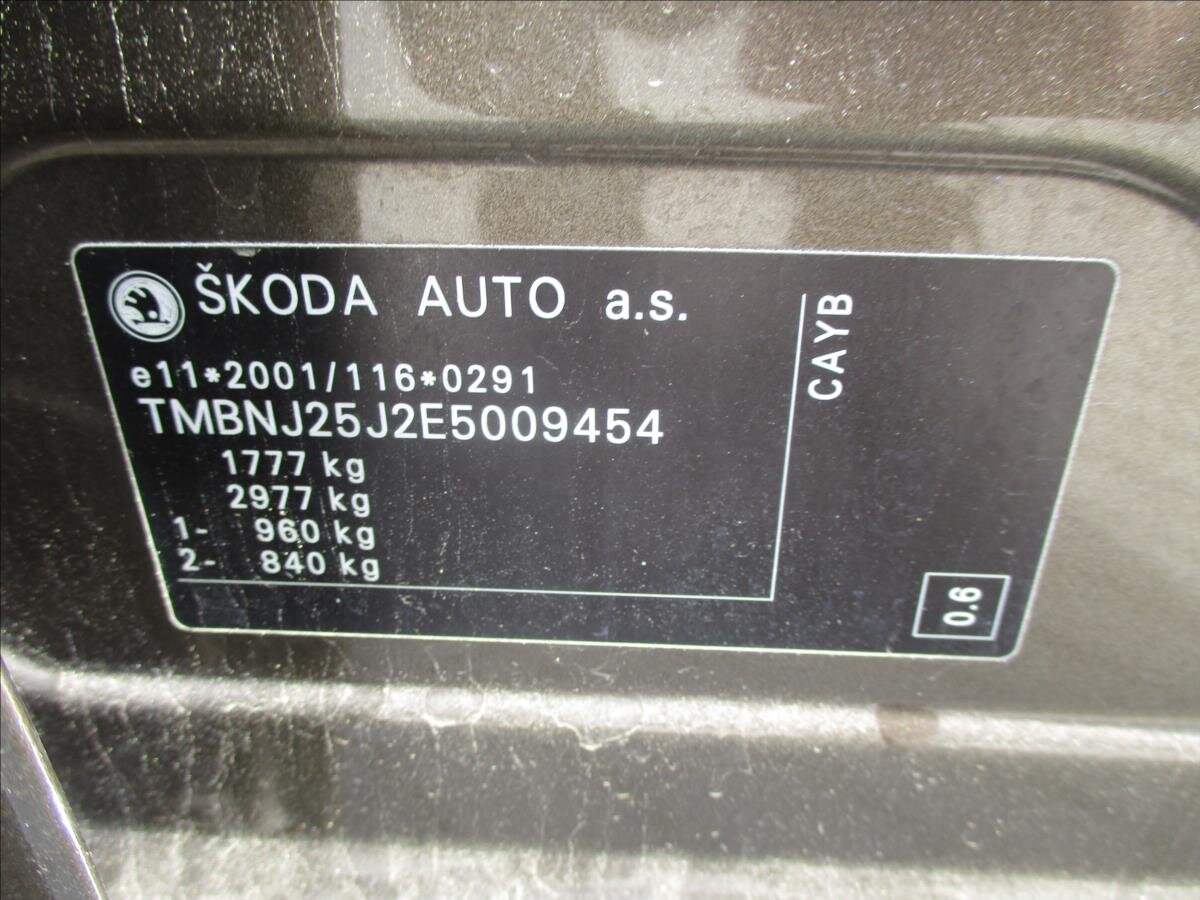 ŠKODA AUTO a.s.
e11*2001/116*0291
TMBNJ25J2E5009454
1777 kg
2977 kg
1- 960 kg
2- 840 kg
CAYB
0.6